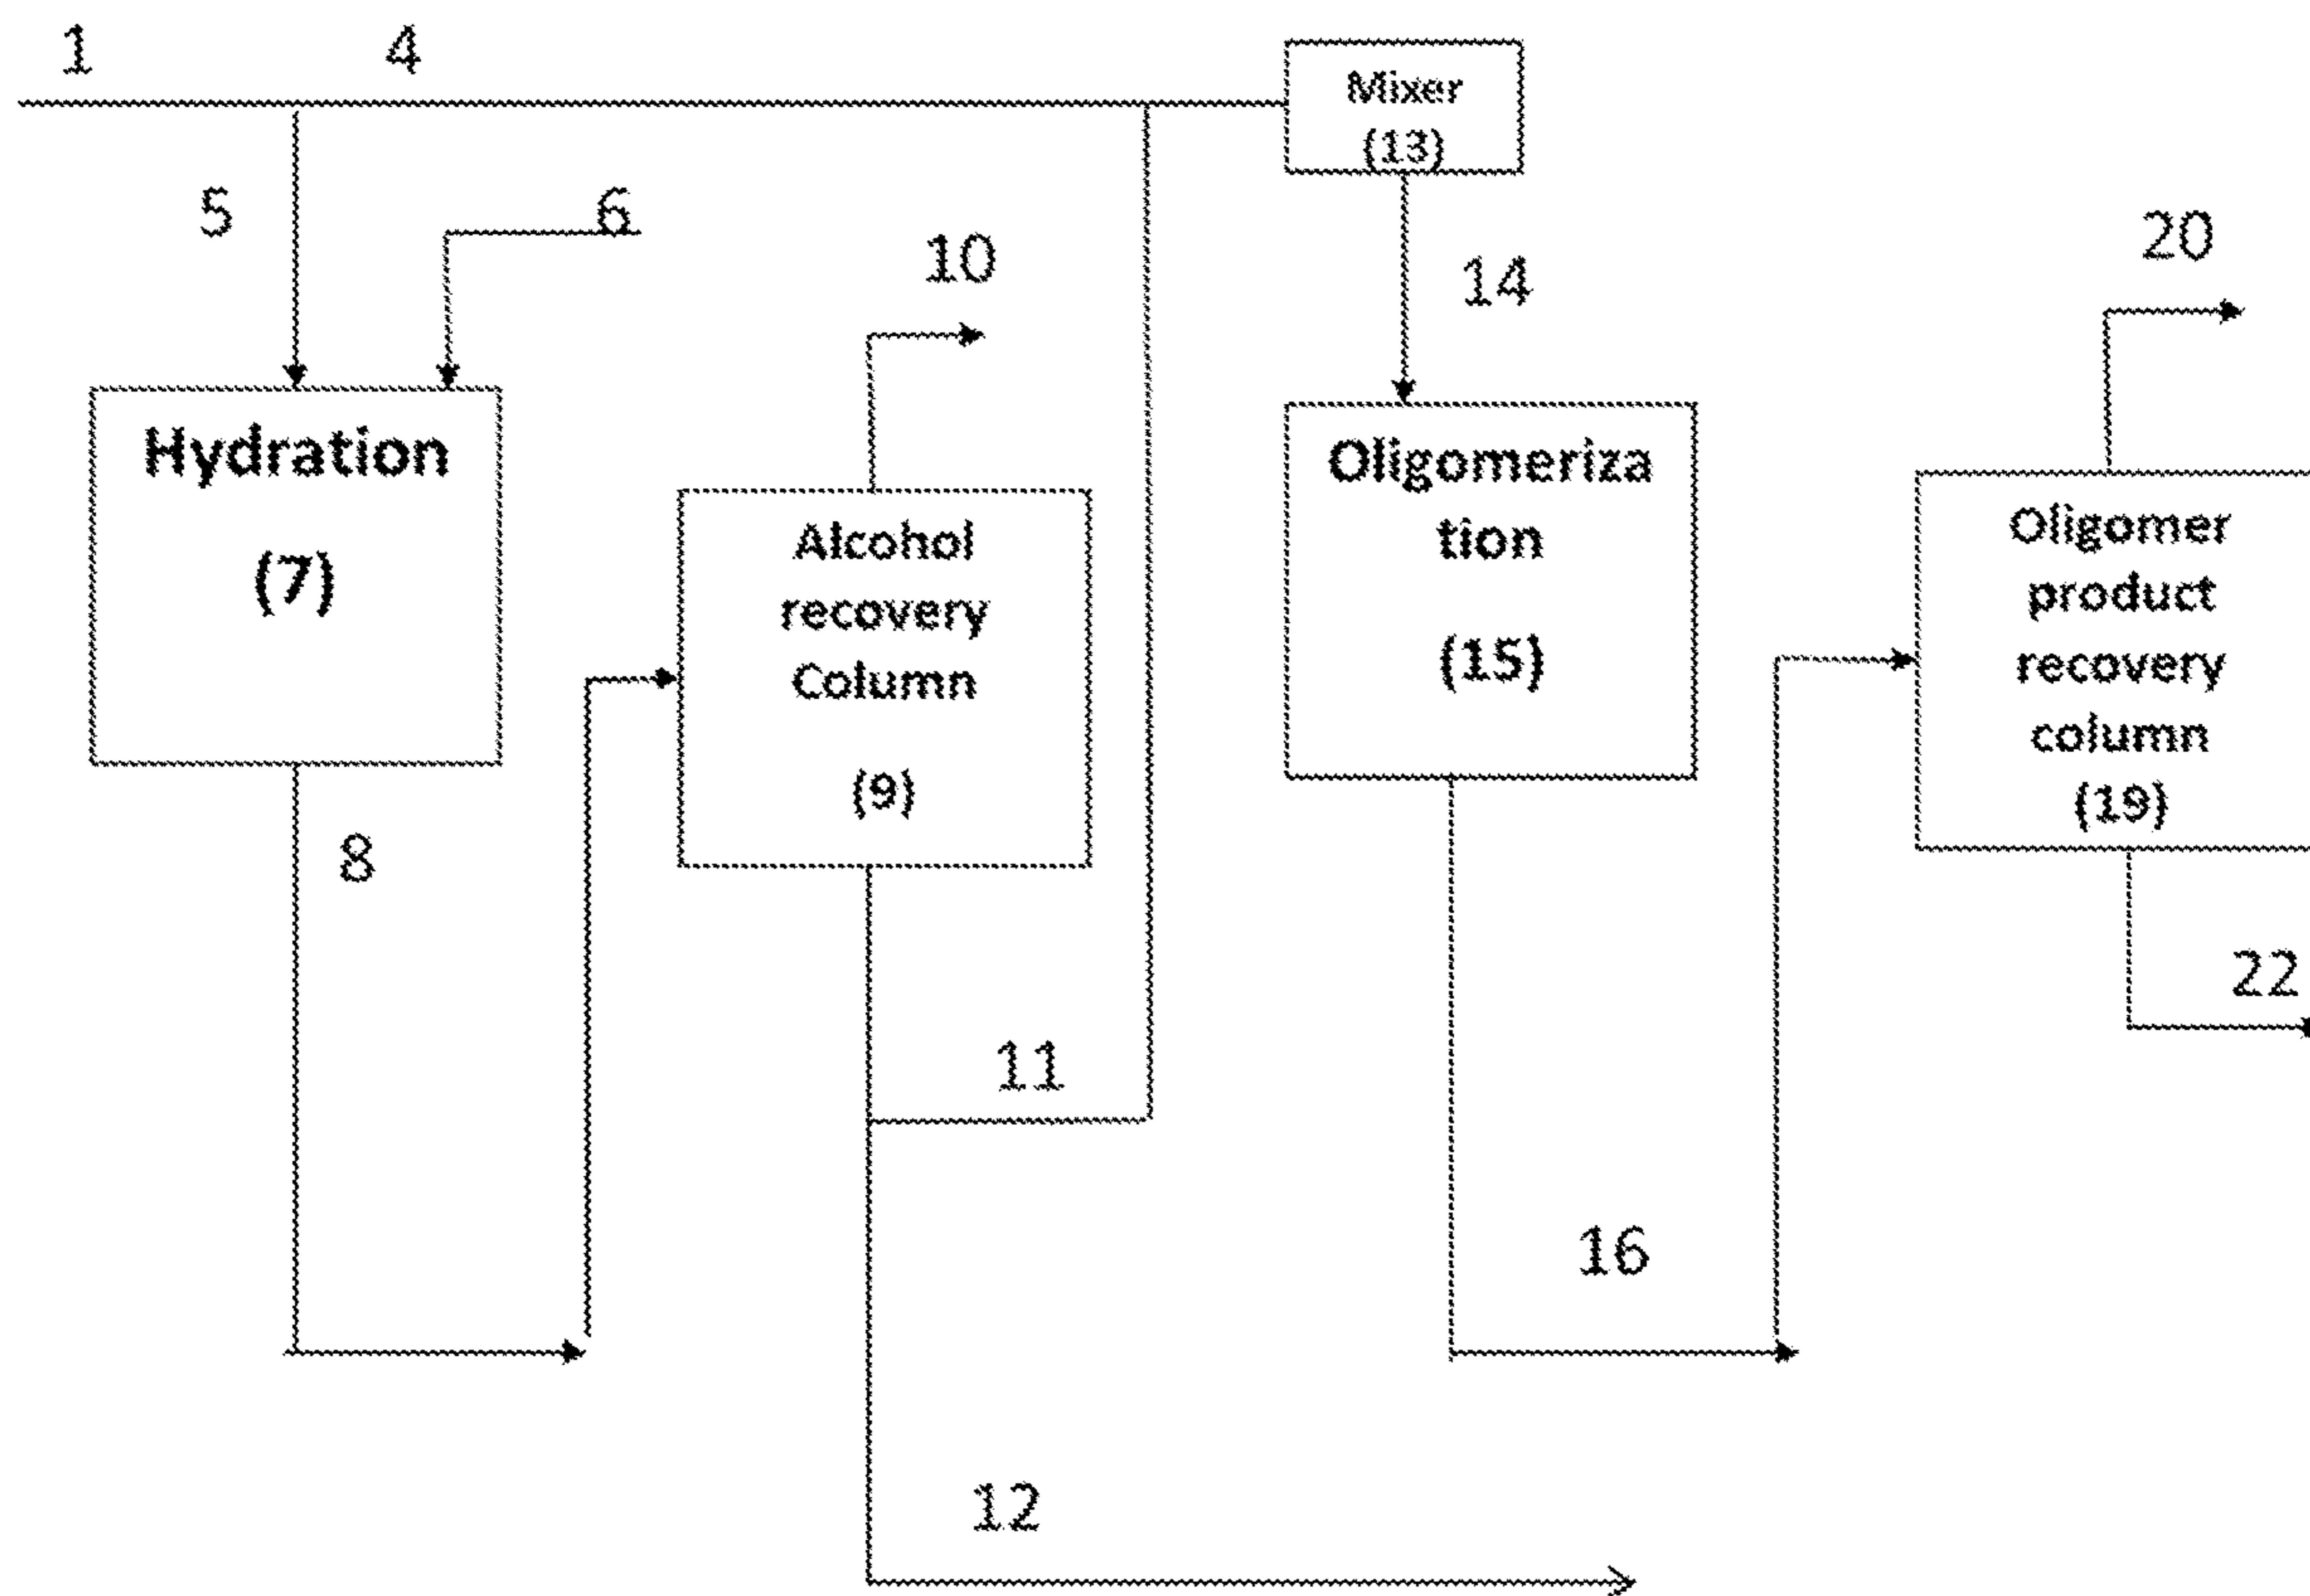 1
4
Mixer
(13)
5
6
10
14
20
Hydration
(7)
Alcohol
recovery
Column
(9)
Oligomeriza
tion
(15)
Oligomer
product
recovery
column
(19)
8
11
22
16
12